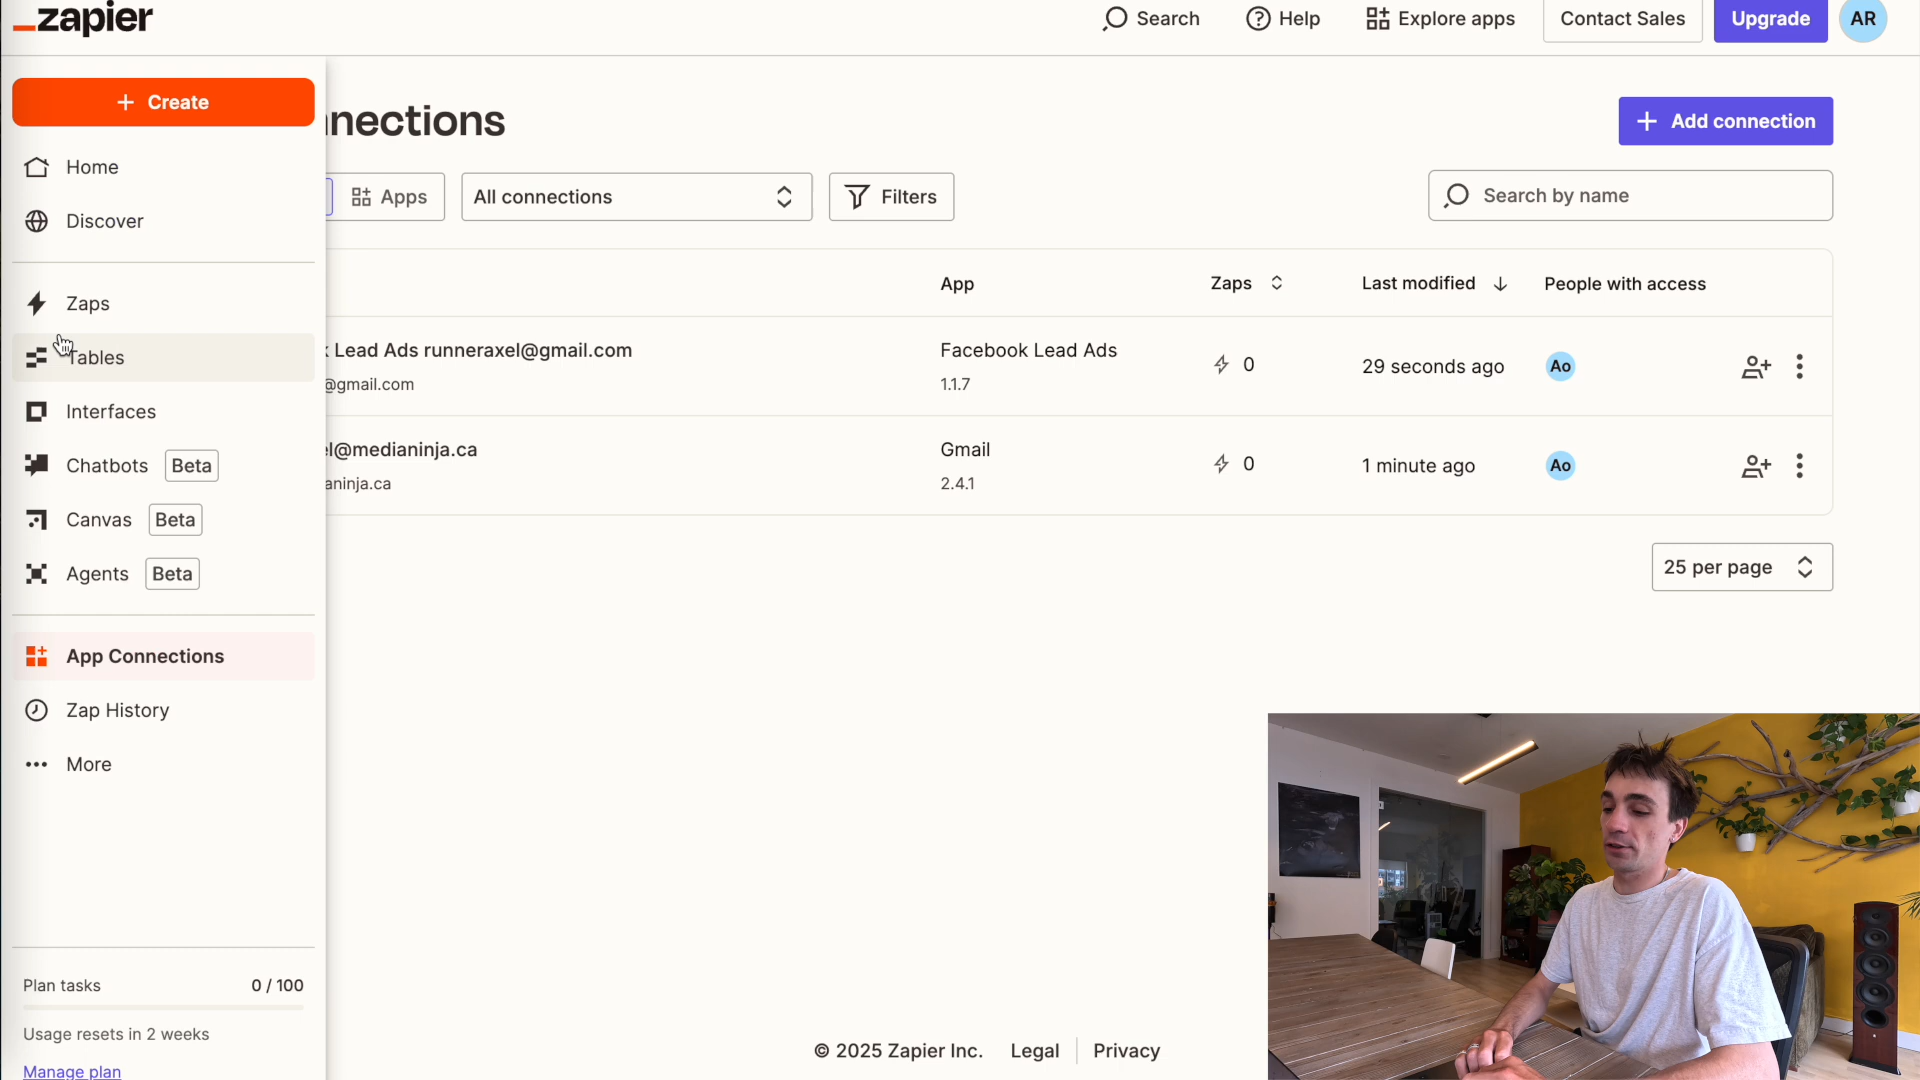 zapier
Search
Help
Explore apps
Contact Sales
Upgrade
AR
+ Create
Home
Discover
Zaps
Tables
Interfaces
Chatbots Beta
Canvas Beta
Agents Beta
App Connections
Zap History
More
Plan tasks 0 / 100
Usage resets in 2 weeks
Manage plan
nnections
+ Add connection
Apps
All connections
Filters
Search by name
App Zaps Last modified People with access
k Lead Ads runneraxel@gmail.com Facebook Lead Ads 0 29 seconds ago Ao
@gmail.com 1.1.7
el@medianinja.ca Gmail 0 1 minute ago Ao
aninja.ca 2.4.1
25 per page
© 2025 Zapier Inc. Legal Privacy